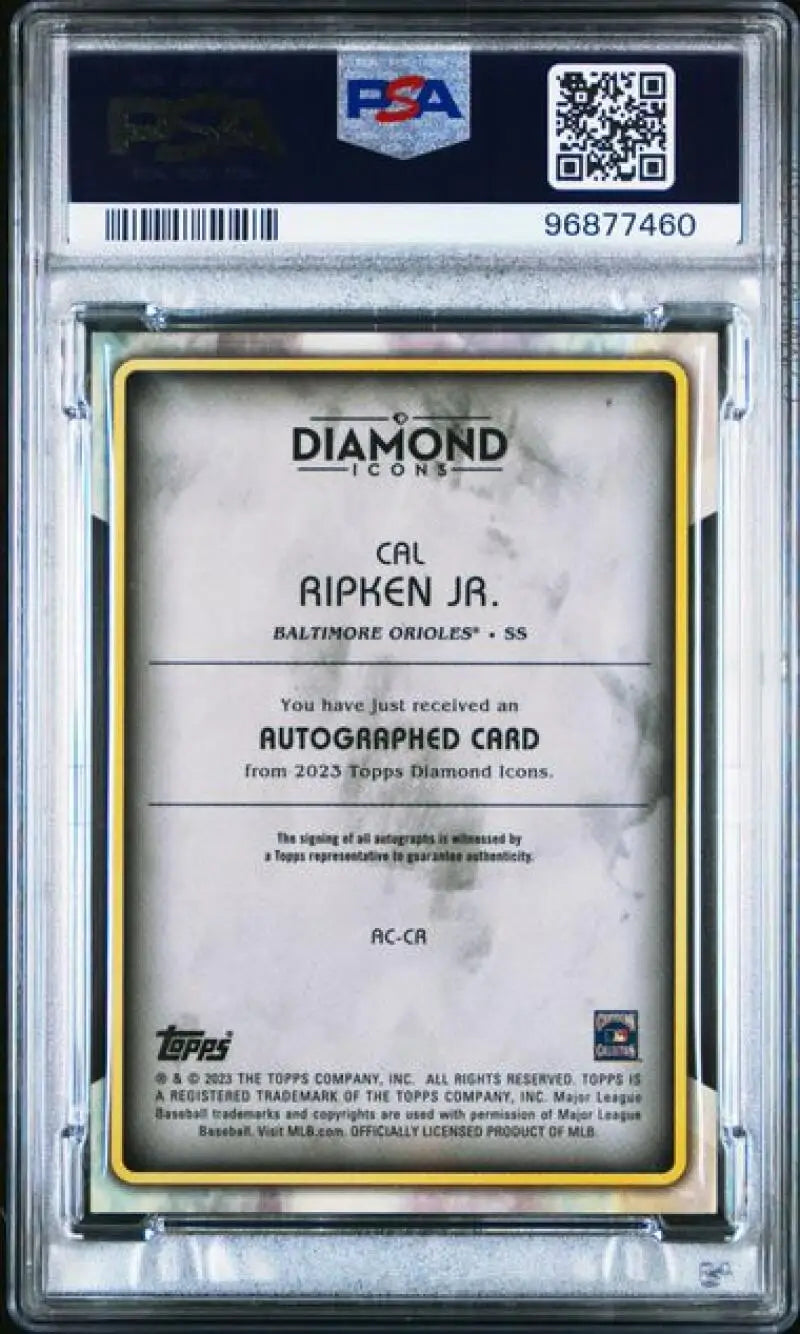 PSA
96877460
DIAMOND
ICONS
CAL
RIPKEN JR.
BALTIMORE ORIOLES® • SS
You have just received an
AUTOGRAPHED CARD
from 2023 Topps Diamond Icons.
The signing of all autographs is witnessed by
a Topps representative to guarantee authenticity.
AC-CR
Topps
® & © 2023 THE TOPPS COMPANY, INC. ALL RIGHTS RESERVED. TOPPS IS
A REGISTERED TRADEMARK OF THE TOPPS COMPANY, INC. Major League
Baseball trademarks and copyrights are used with permission of Major League
Baseball. Visit MLB.com. OFFICIALLY LICENSED PRODUCT OF MLB.